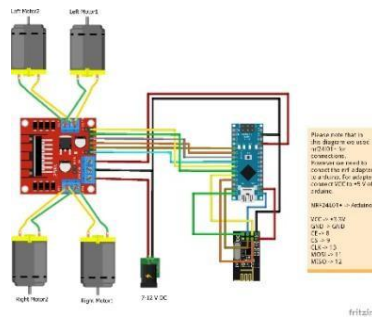 Left Motor2
Left Motor1
Please note that in
this diagram we used
nrf24l01+ for
connections.
However we need to
conect the nrf adapter
to arduino. For adapter
connect VCC to +5 V of
arduino.
NRF24L01+ -> Arduino
VCC -> +3.3V
GND -> GND
CE -> 8
CS -> 9
CLK -> 13
MOSI -> 11
MISO -> 12
Right Motor2
Right Motor1
7-12 V DC
fritzing